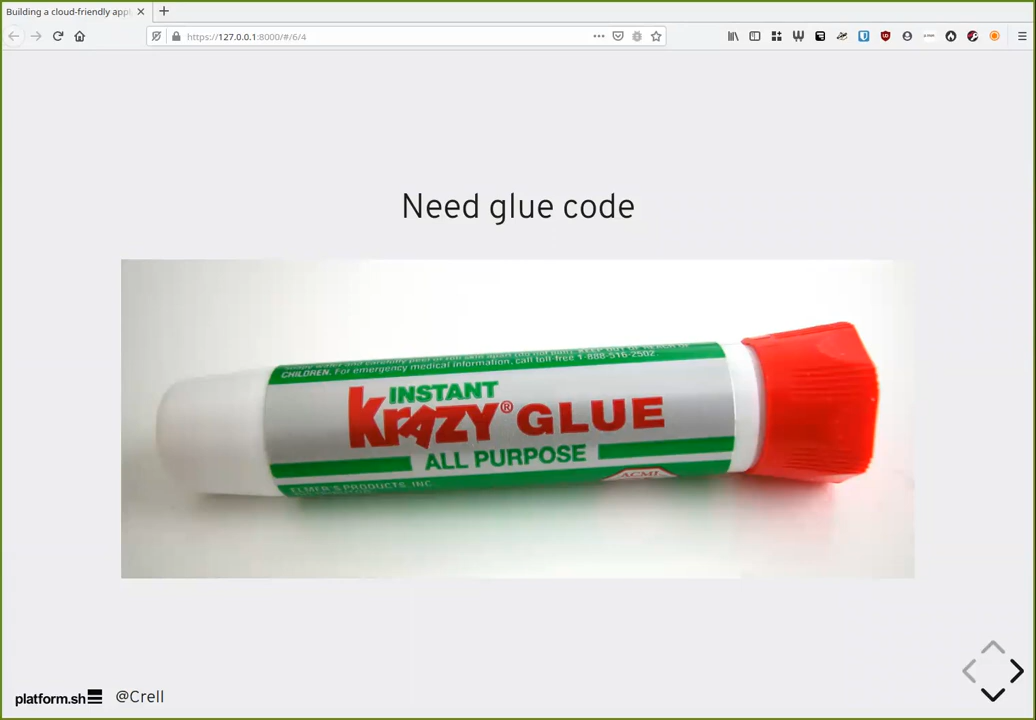 Building a cloud-friendly appl
https://127.0.0.1:8000/#/6/4
Need glue code
CHILDREN. For emergency medical information, call toll-free 1-888-516-2502.
INSTANT
KRAZY® GLUE
ALL PURPOSE
ELMER'S PRODUCTS, INC.
ACMI
platform.sh
@Crell